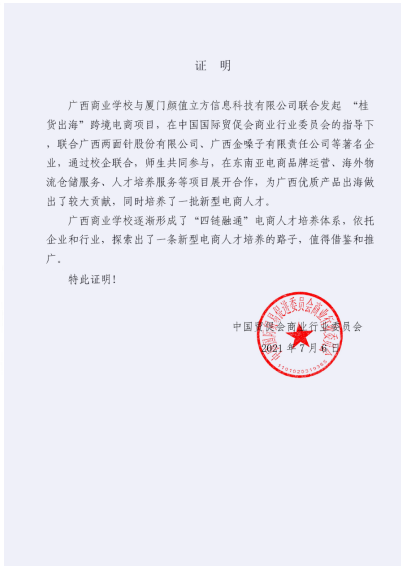 证 明
广西商业学校与厦门颜值立方信息科技有限公司联合发起 “桂
货出海”跨境电商项目，在中国国际贸促会商业行业委员会的指导下
，联合广西两面针股份有限公司、广西金嗓子有限责任公司等著名企
业，通过校企联合，师生共同参与，在东南亚电商品牌运营、海外物
流仓储服务、人才培养服务等项目展开合作，为广西优质产品出海做
出了较大贡献，同时培养了一批新型电商人才。
广西商业学校逐渐形成了“四链融通”电商人才培养体系，依托
企业和行业，探索出了一条新型电商人才培养的路子，值得借鉴和推
广。
特此证明！
中国贸促会商业行业委员会
2021 年 7 月 6 日